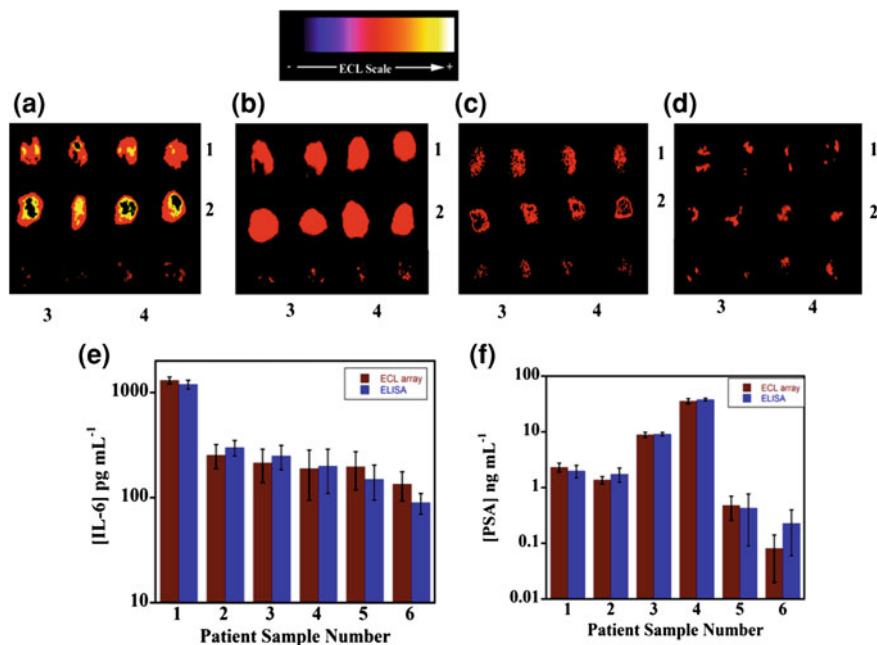 - ECL Scale +
(a) (b) (c) (d)
1 1 1 1
2 2 2 2
3 4 3 4 3 4 3 4
(e)
[IL-6] pg mL⁻¹
1000
100
10
ECL array
ELISA
1 2 3 4 5 6
Patient Sample Number
(f)
[PSA] ng mL⁻¹
100
10
1
0.1
0.01
ECL array
ELISA
1 2 3 4 5 6
Patient Sample Number